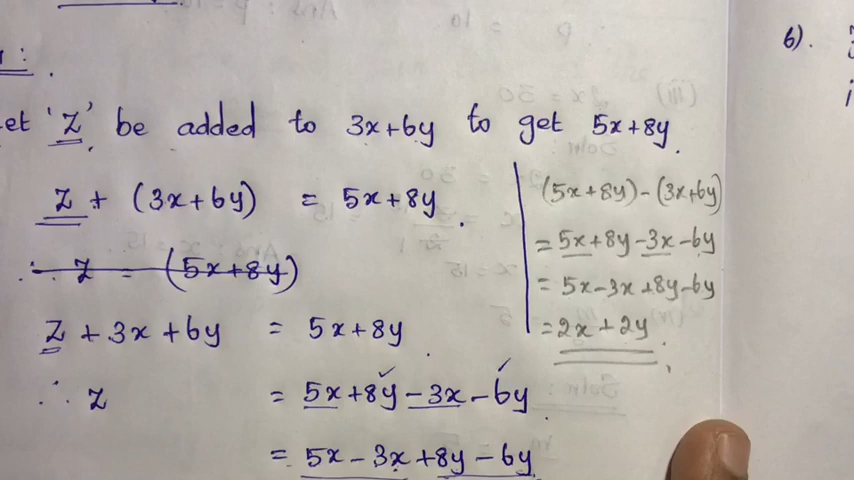 et 'Z' be added to 3x+6y to get 5x+8y.
Z + (3x+6y) = 5x+8y.
∴ z = (5x+8y)
Z + 3x + 6y = 5x+8y.
∴ z = 5x+8y-3x-6y
= 5x-3x+8y-6y
(5x+8y)-(3x+6y)
= 5x+8y-3x-6y
= 5x-3x+8y-6y
= 2x+2y
6).